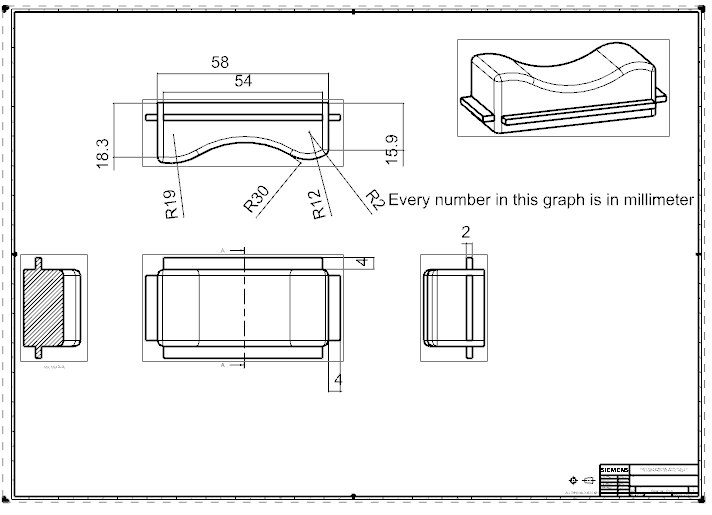 58
54
18.3
15.9
R19
R30
R12
R2
Every number in this graph is in millimeter
2
A
4
A
4
SIEMENS